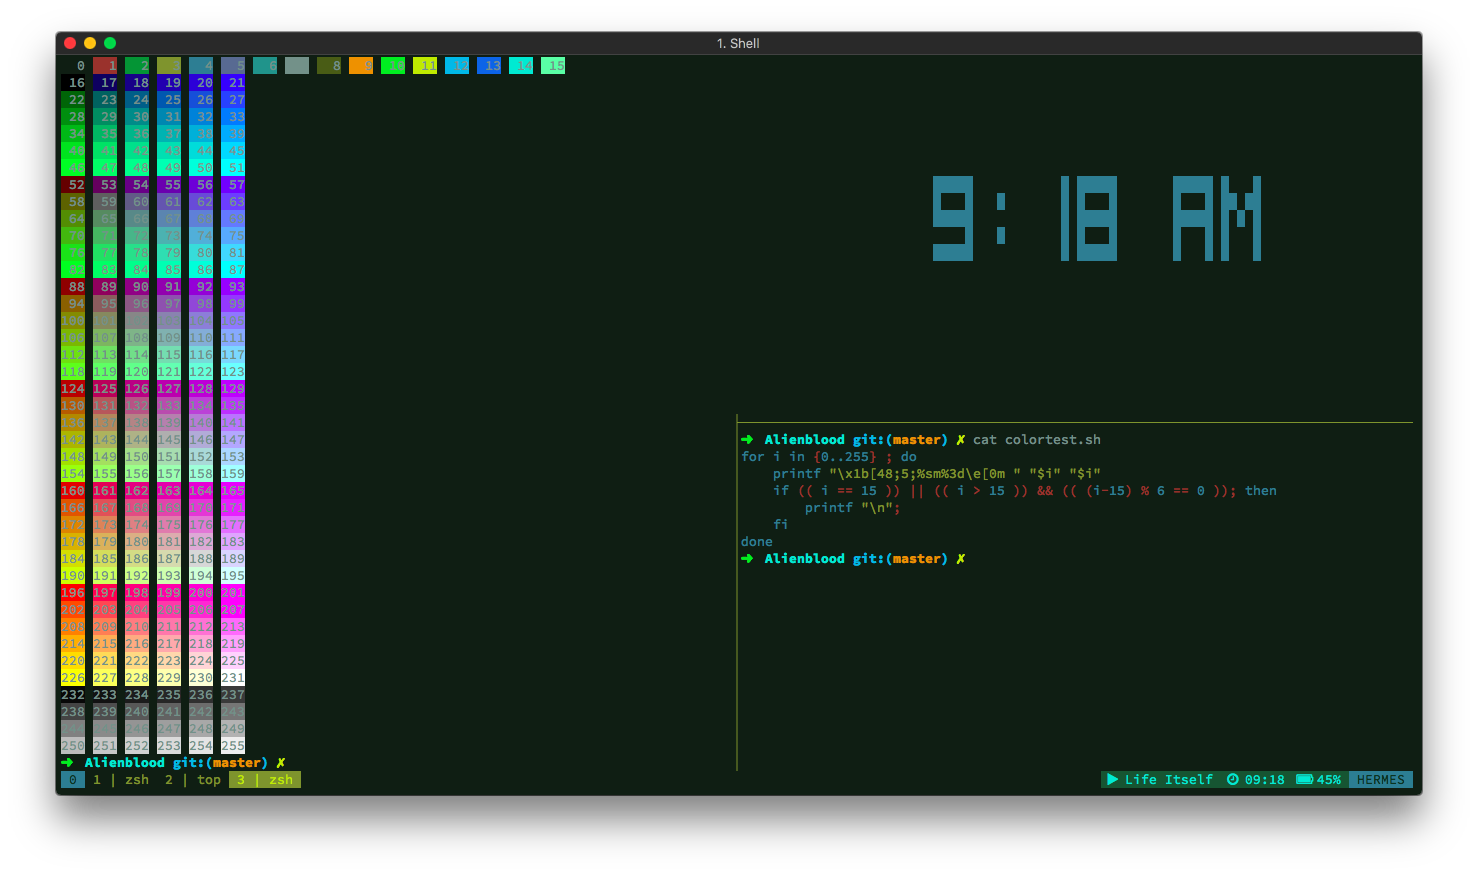 1. Shell
0 1 2 3 4 5 6 8 9 10 11 12 13 14 15
16 17 18 19 20 21
22 23 24 25 26 27
28 29 30 31 32 33
34 35 36 37 38 39
40 41 42 43 44 45
46 47 48 49 50 51
52 53 54 55 56 57
58 59 60 61 62 63
64 65 66 67 68 69
70 71 72 73 74 75
76 77 78 79 80 81
82 83 84 85 86 87
88 89 90 91 92 93
94 95 96 97 98 99
100 101 103 104 105
106 107 108 109 110 111
112 113 114 115 116 117
118 119 120 121 122 123
124 125 126 127 128 129
130 131 132 133 134 135
136 137 138 139 140 141
142 143 144 145 146 147
148 149 150 151 152 153
154 155 156 157 158 159
160 161 162 163 164 165
166 167 168 169 170 171
172 173 174 175 176 177
178 179 180 181 182 183
184 185 186 187 188 189
190 191 192 193 194 195
196 197 198 199 200 201
202 203 204 205 206 207
208 209 210 211 212 213
214 215 216 217 218 219
220 221 222 223 224 225
226 227 228 229 230 231
232 233 234 235 236 237
238 239 240 241 242 243
244 246 247 248 249
250 251 252 253 254 255
➜ Alienblood git:(master) ✗
9:18 AM
➜ Alienblood git:(master) ✗ cat colortest.sh
for i in {0..255} ; do
    printf "\x1b[48;5;%sm%3d\e[0m " "$i" "$i"
    if (( i == 15 )) || (( i > 15 )) && (( (i-15) % 6 == 0 )); then
        printf "\n";
    fi
done
➜ Alienblood git:(master) ✗
0 1 | zsh 2 | top 3 | zsh
▶ Life Itself 09:18 45% HERMES